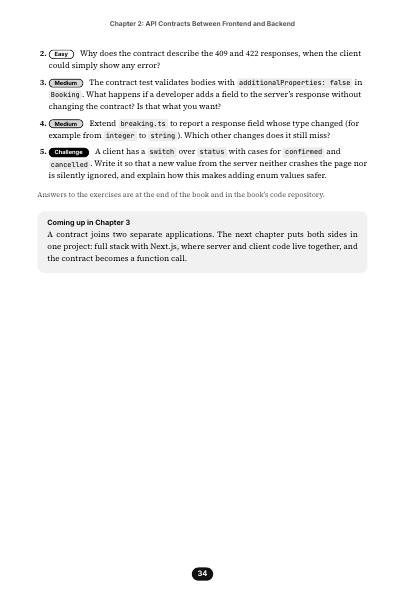 Chapter 2: API Contracts Between Frontend and Backend
2. Easy Why does the contract describe the 409 and 422 responses, when the client
could simply show any error?
3. Medium The contract test validates bodies with additionalProperties: false in
Booking. What happens if a developer adds a field to the server's response without
changing the contract? Is that what you want?
4. Medium Extend breaking.ts to report a response field whose type changed (for
example from integer to string). Which other changes does it still miss?
5. Challenge A client has a switch over status with cases for confirmed and
cancelled. Write it so that a new value from the server neither crashes the page nor
is silently ignored, and explain how this makes adding enum values safer.
Answers to the exercises are at the end of the book and in the book's code repository.
Coming up in Chapter 3
A contract joins two separate applications. The next chapter puts both sides in
one project: full stack with Next.js, where server and client code live together, and
the contract becomes a function call.
34